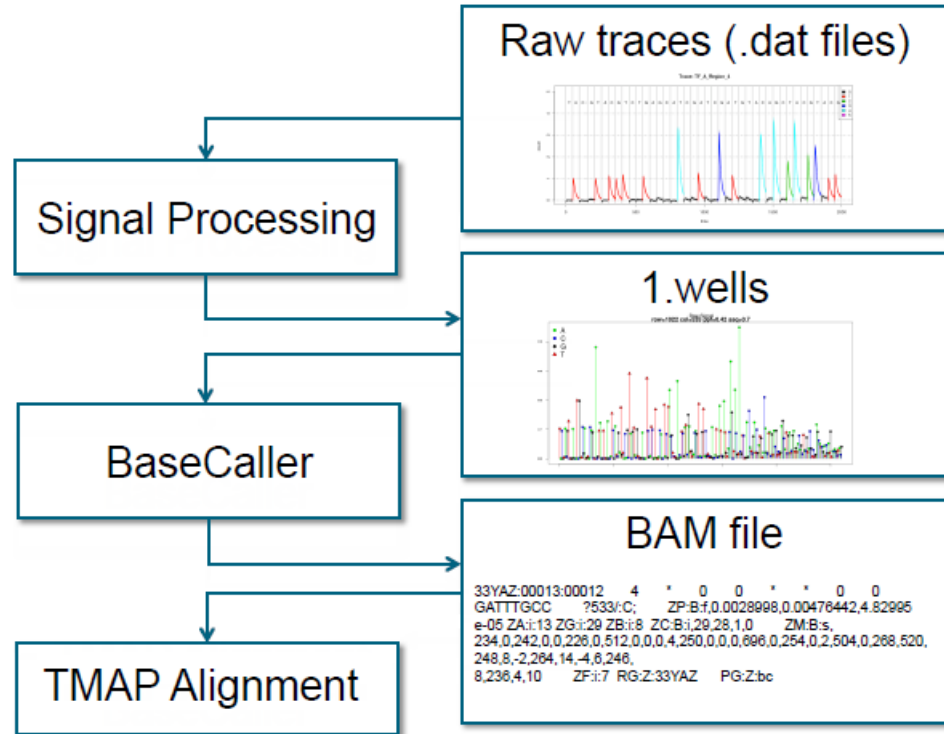 Raw traces (.dat files)
Signal Processing
1.wells
A
C
G
T
BaseCaller
BAM file
33YAZ:00013:00012 4 * 0 0 * * 0 0
GATTTGCC ?533/:C; ZP:B:f,0.0028998,0.00476442,4.82995
e-05 ZA:i:13 ZG:i:29 ZB:i:8 ZC:B:i,29,28,1,0 ZM:B:s,
234,0,242,0,0,226,0,512,0,0,0,4,250,0,0,0,696,0,254,0,2,504,0,268,520,
248,8,-2,264,14,-4,6,246,
8,236,4,10 ZF:i:7 RG:Z:33YAZ PG:Z:bc
TMAP Alignment